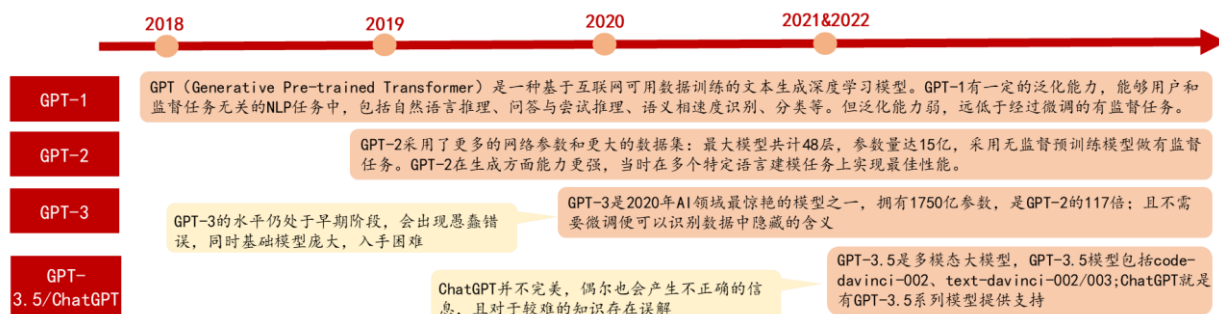 2018
2019
2020
2021&2022
GPT-1
GPT（Generative Pre-trained Transformer）是一种基于互联网可用数据训练的文本生成深度学习模型。GPT-1有一定的泛化能力，能够用户和
监督任务无关的NLP任务中，包括自然语言推理、问答与尝试推理、语义相速度识别、分类等。但泛化能力弱，远低于经过微调的有监督任务。
GPT-2
GPT-2采用了更多的网络参数和更大的数据集：最大模型共计48层，参数量达15亿，采用无监督预训练模型做有监督
任务。GPT-2在生成方面能力更强，当时在多个特定语言建模任务上实现最佳性能。
GPT-3
GPT-3是2020年AI领域最惊艳的模型之一，拥有1750亿参数，是GPT-2的117倍；且不需
要微调便可以识别数据中隐藏的含义
GPT-3的水平仍处于早期阶段，会出现愚蠢错
误，同时基础模型庞大，入手困难
GPT-
3.5/ChatGPT
GPT-3.5是多模态大模型，GPT-3.5模型包括code-
davinci-002、text-davinci-002/003;ChatGPT就是
有GPT-3.5系列模型提供支持
ChatGPT并不完美，偶尔也会产生不正确的信
息，且对于较难的知识存在误解